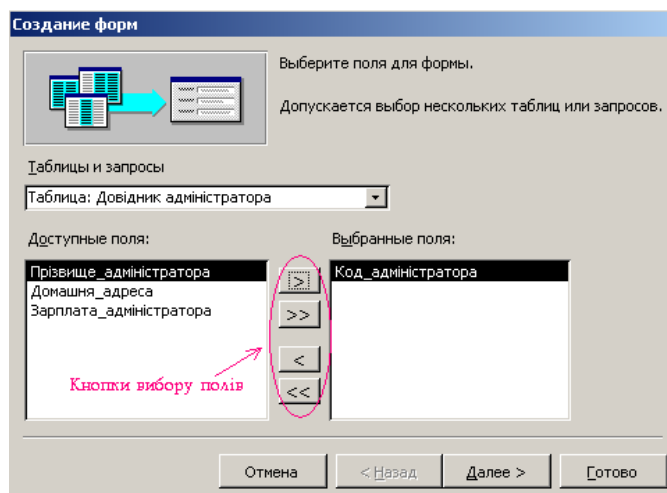 Создание форм
Выберите поля для формы.
Допускается выбор нескольких таблиц или запросов.
Таблицы и запросы
Таблица: Довідник адміністратора
Доступные поля:
Выбранные поля:
Прізвище_адміністратора
Домашня_адреса
Зарплата_адміністратора
>
>>
<
<<
Код_адміністратора
Кнопки вибору полів
Отмена
< Назад
Далее >
Готово